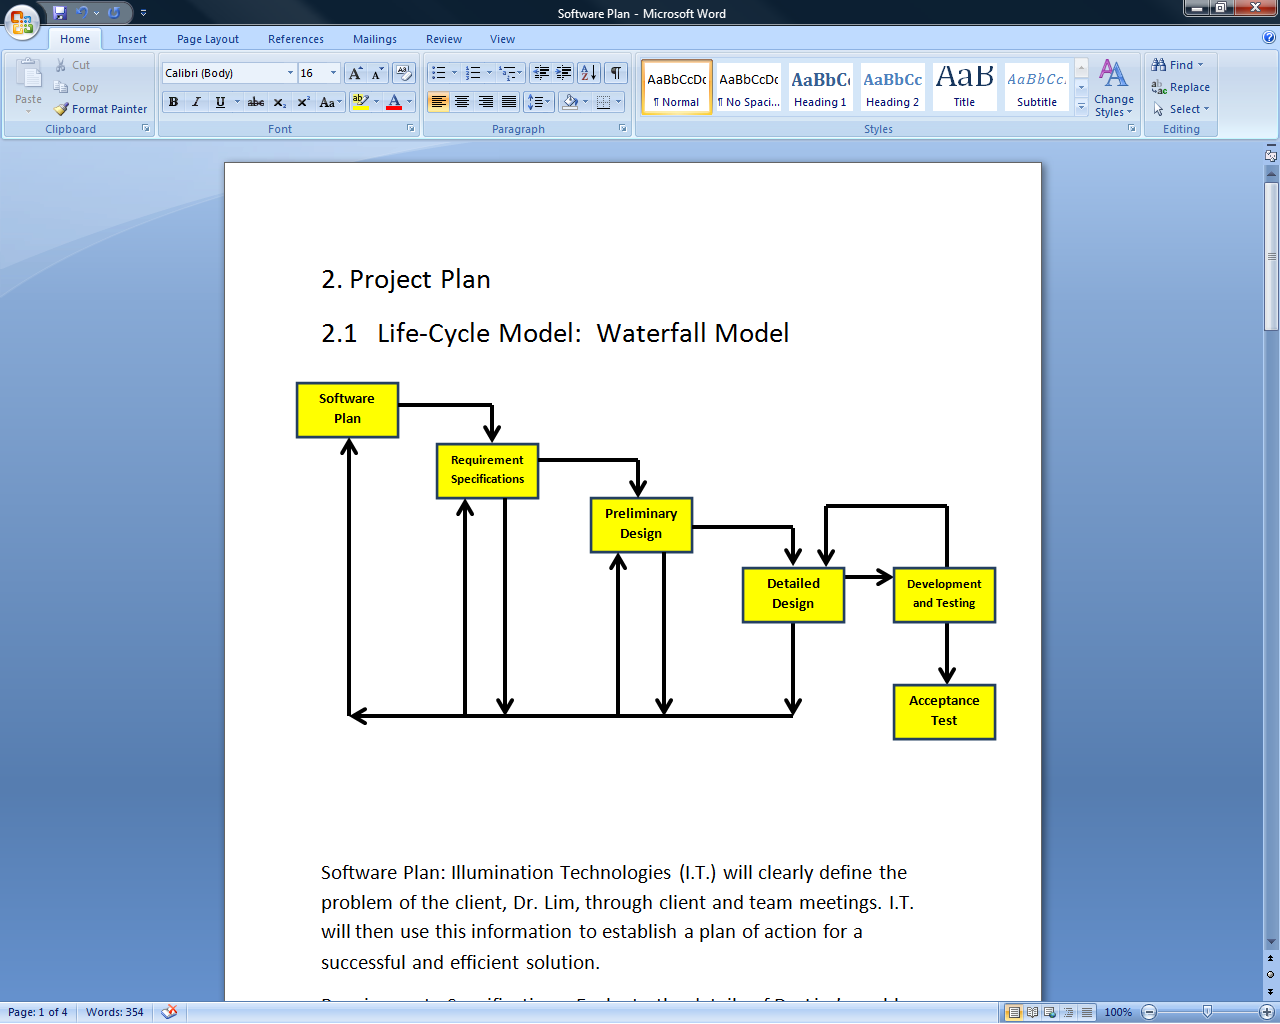 Software Plan - Microsoft Word
Home Insert Page Layout References Mailings Review View
Paste
Cut
Copy
Format Painter
Clipboard
Calibri (Body) 16
Font
Paragraph
AaBbCcDc AaBbCcDc AaBbC AaBbCc AaB AaBbCc.
¶ Normal ¶ No Spaci... Heading 1 Heading 2 Title Subtitle
Change
Styles
Styles
Find
Replace
Select
Editing
2. Project Plan
2.1 Life-Cycle Model: Waterfall Model
Software
Plan
Requirement
Specifications
Preliminary
Design
Detailed
Design
Development
and Testing
Acceptance
Test
Software Plan: Illumination Technologies (I.T.) will clearly define the
problem of the client, Dr. Lim, through client and team meetings. I.T.
will then use this information to establish a plan of action for a
successful and efficient solution.
Page: 1 of 4 Words: 354 100%